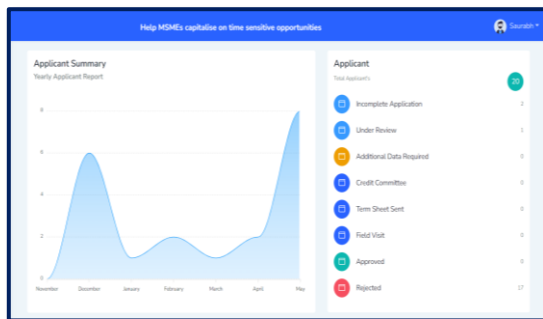 Help MSMEs capitalise on time sensitive opportunities
Saurabh
Applicant Summary
Yearly Applicant Report
8
6
4
2
0
November December January February March April May
Applicant
Total Applicant's
20
Incomplete Application 2
Under Review 1
Additional Data Required 0
Credit Committee 0
Term Sheet Sent 0
Field Visit 0
Approved 0
Rejected 17